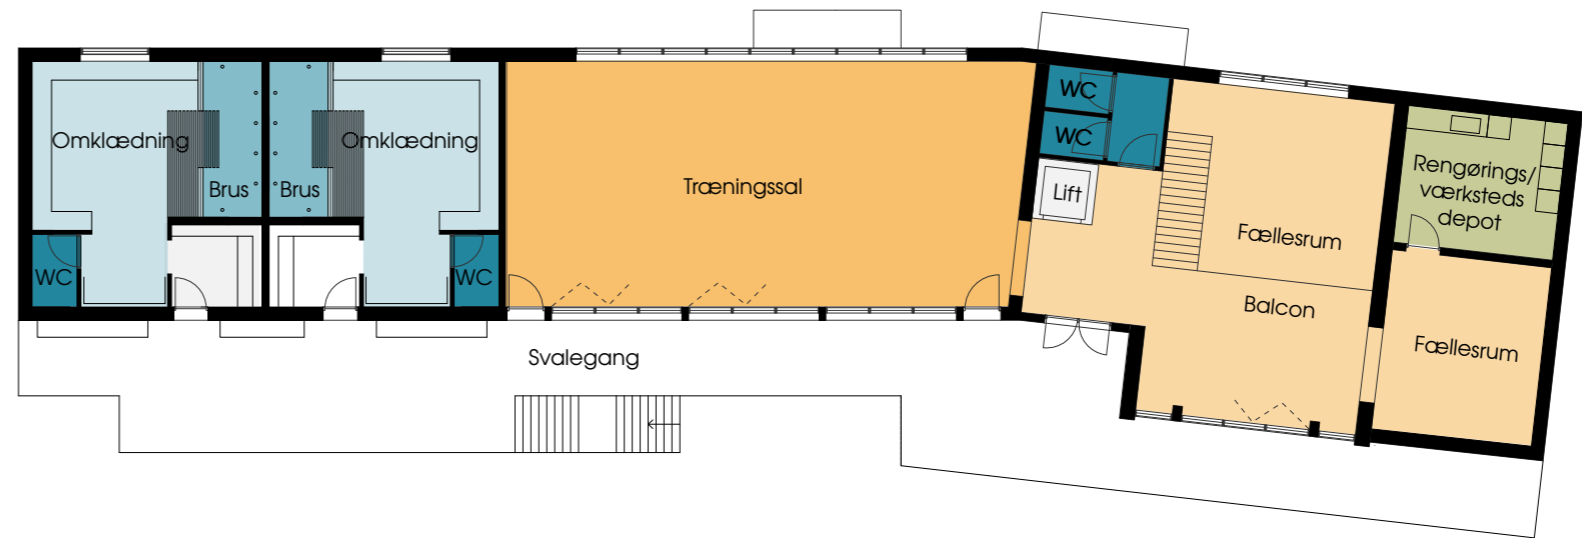 Omklædning
Brus
WC
Omklædning
Brus
WC
Træningssal
WC
WC
Lift
Fællesrum
Balcon
Rengørings/
værksteds
depot
Fællesrum
Svalegang